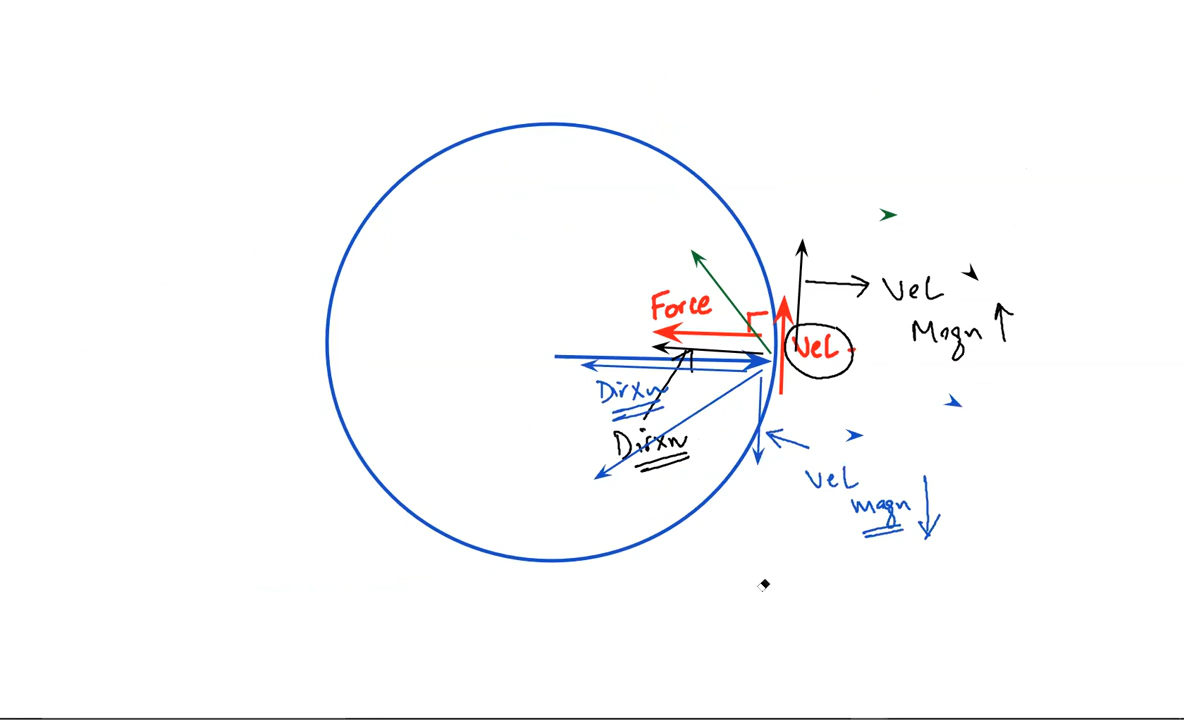 Force
VeL
VeL
Magn ↑
Dirxn
Dirxn
VeL
magn ↓